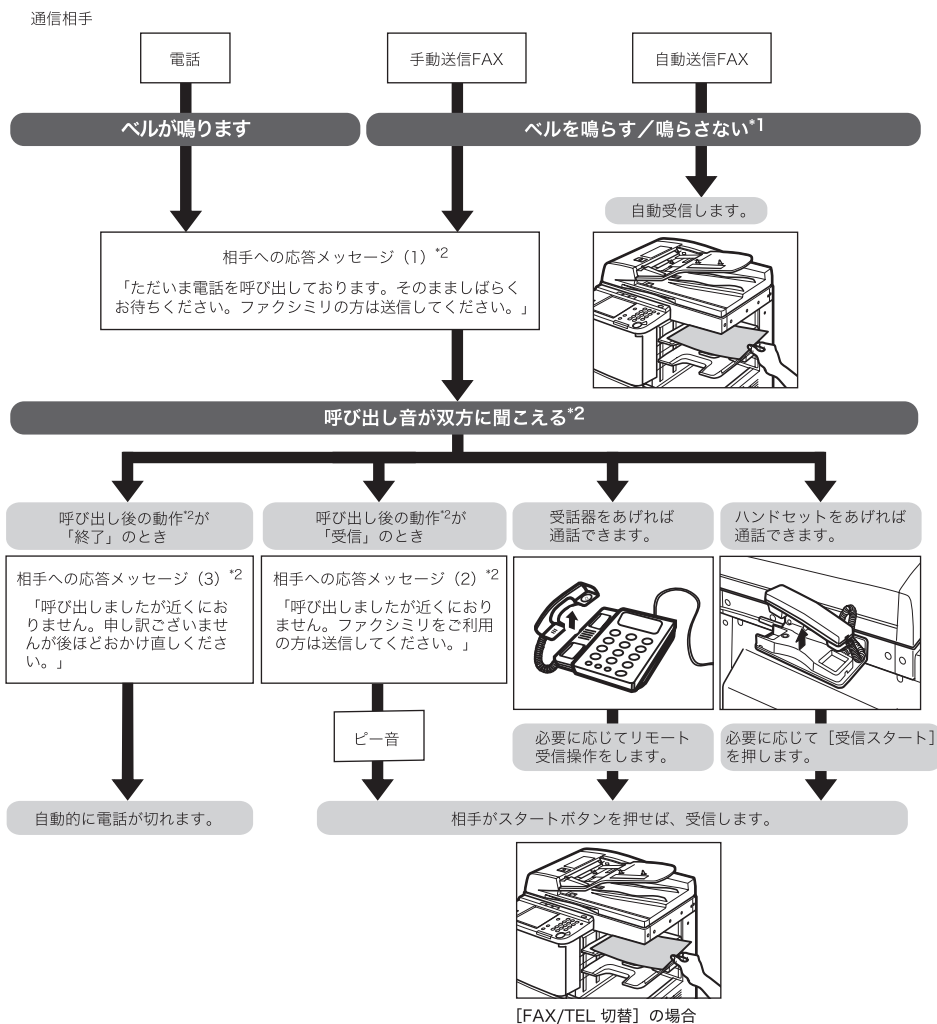 通信相手
電話
手動送信FAX
自動送信FAX
ベルが鳴ります
ベルを鳴らす／鳴らさない*1
自動受信します。
相手への応答メッセージ（1）*2
「ただいま電話を呼び出しております。そのまましばらく
お待ちください。ファクシミリの方は送信してください。」
呼び出し音が双方に聞こえる*2
呼び出し後の動作*2が
「終了」のとき
呼び出し後の動作*2が
「受信」のとき
受話器をあげれば
通話できます。
ハンドセットをあげれば
通話できます。
相手への応答メッセージ（3）*2
「呼び出しましたが近くにお
りません。申し訳ございませ
んが後ほどおかけ直しくださ
い。」
相手への応答メッセージ（2）*2
「呼び出しましたが近くにおり
ません。ファクシミリをご利用
の方は送信してください。」
ピー音
必要に応じてリモート
受信操作をします。
必要に応じて［受信スタート］
を押します。
自動的に電話が切れます。
相手がスタートボタンを押せば、受信します。
［FAX/TEL 切替］の場合